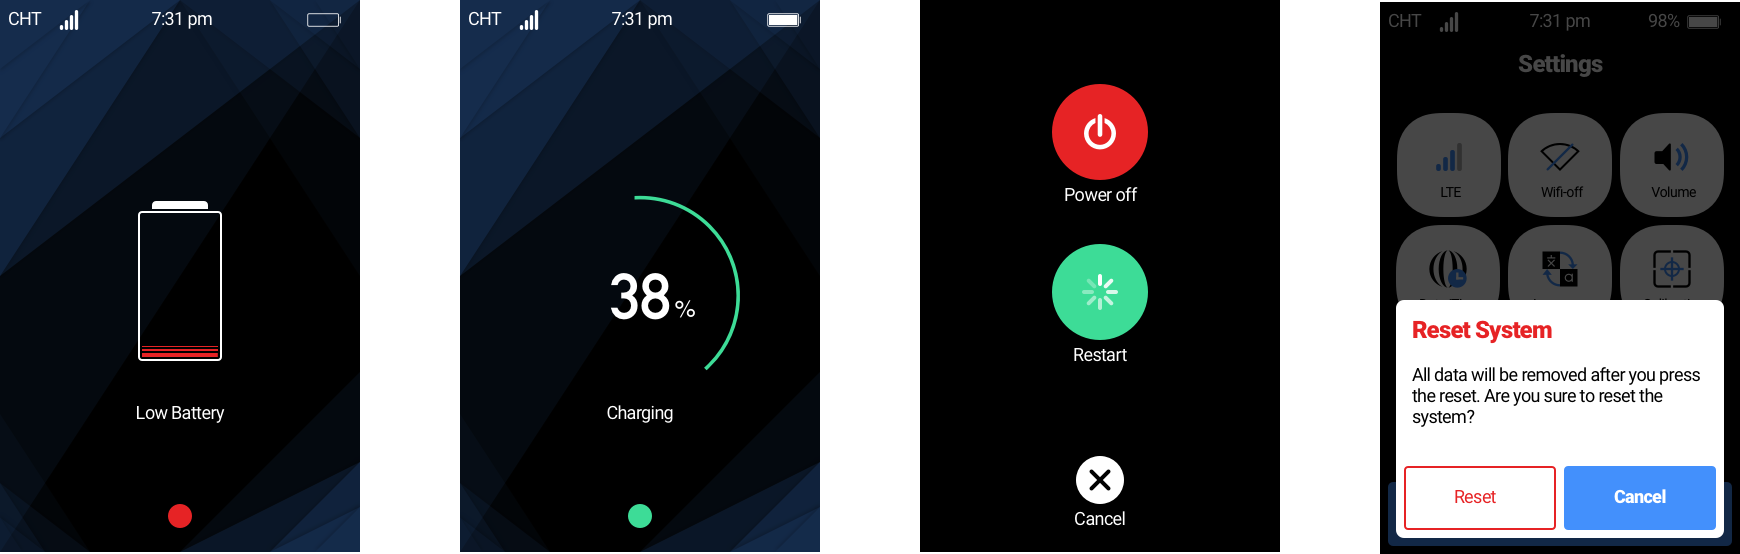 CHT 7:31 pm
Low Battery
CHT 7:31 pm
38 %
Charging
Power off
Restart
Cancel
CHT 7:31 pm 98%
Settings
LTE Wifi-off Volume
文 a
Reset System
All data will be removed after you press
the reset. Are you sure to reset the
system?
Reset Cancel